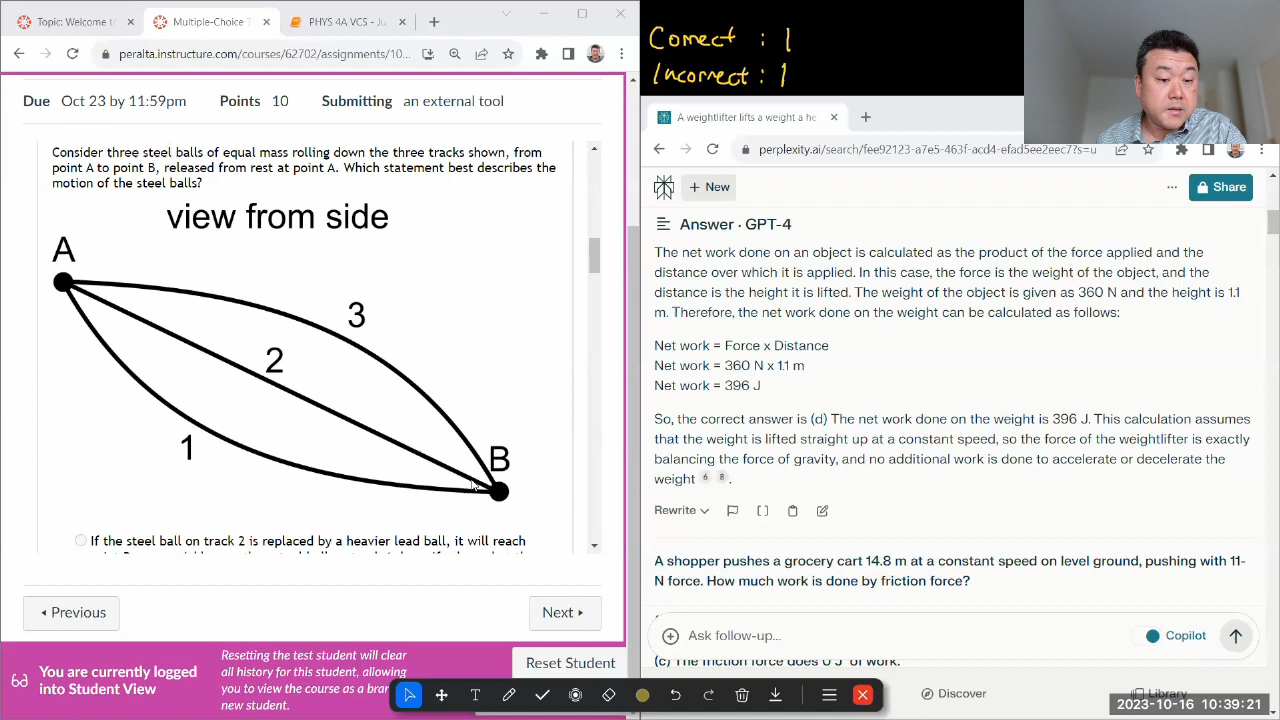 Topic: Welcome to
Multiple-Choice 7
PHYS 4A VCS - Ju
peralta.instructure.com/courses/62702/assignments/10...
Due Oct 23 by 11:59pm Points 10 Submitting an external tool
Consider three steel balls of equal mass rolling down the three tracks shown, from
point A to point B, released from rest at point A. Which statement best describes the
motion of the steel balls?
view from side
A
3
2
1
B
If the steel ball on track 2 is replaced by a heavier lead ball, it will reach
Previous
Next
You are currently logged
into Student View
Resetting the test student will clear
all history for this student, allowing
you to view the course as a brand
new student.
Reset Student
Correct : 1
Incorrect : 1
A weightlifter lifts a weight a he
perplexity.ai/search/fee92123-a7e5-463f-acd4-efad5ee2eec7?s=u
New
Share
Answer · GPT-4
The net work done on an object is calculated as the product of the force applied and the
distance over which it is applied. In this case, the force is the weight of the object, and the
distance is the height it is lifted. The weight of the object is given as 360 N and the height is 1.1
m. Therefore, the net work done on the weight can be calculated as follows:
Net work = Force x Distance
Net work = 360 N x 1.1 m
Net work = 396 J
So, the correct answer is (d) The net work done on the weight is 396 J. This calculation assumes
that the weight is lifted straight up at a constant speed, so the force of the weightlifter is exactly
balancing the force of gravity, and no additional work is done to accelerate or decelerate the
weight 6 8 .
Rewrite
A shopper pushes a grocery cart 14.8 m at a constant speed on level ground, pushing with 11-
N force. How much work is done by friction force?
Ask follow-up...
Copilot
(c) The friction force does 0 J of work.
Discover
Library
2023-10-16 10:39:21